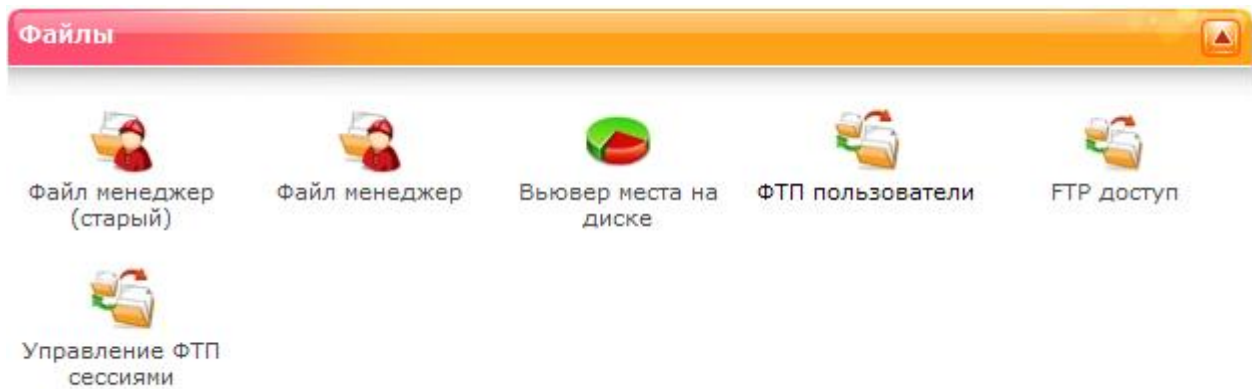 Файлы
Файл менеджер
(старый)
Файл менеджер
Вьювер места на
диске
ФТП пользователи
FTP доступ
Управление ФТП
сессиями